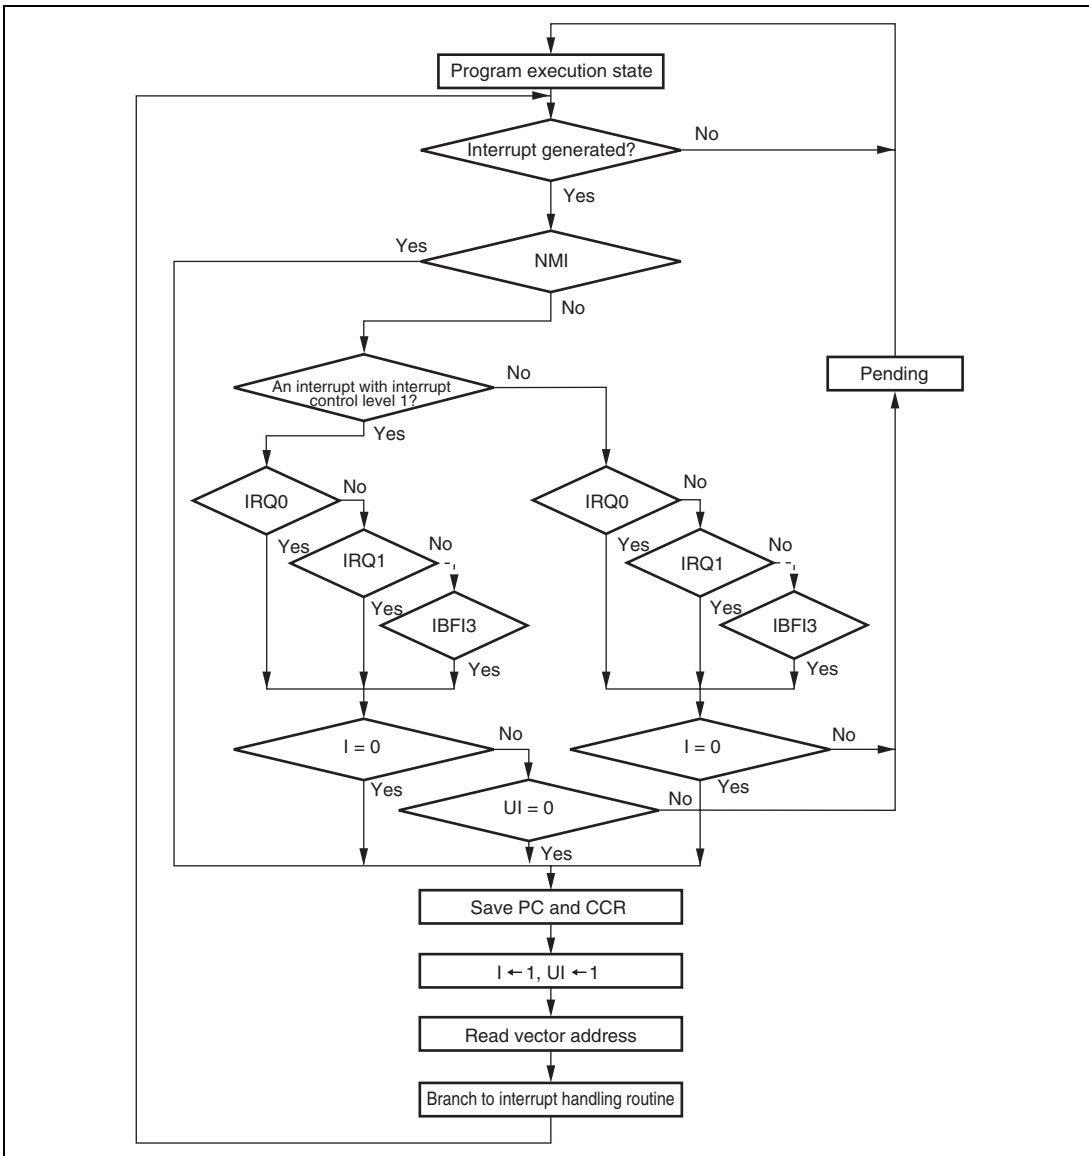 Program execution state
Interrupt generated?
No
Yes
NMI
Yes
No
An interrupt with interrupt
control level 1?
No
Yes
Pending
IRQ0
No
Yes
IRQ1
No
Yes
IBFI3
Yes
IRQ0
No
Yes
IRQ1
No
Yes
IBFI3
Yes
I = 0
No
Yes
UI = 0
No
Yes
I = 0
No
Yes
Save PC and CCR
I ← 1, UI ← 1
Read vector address
Branch to interrupt handling routine